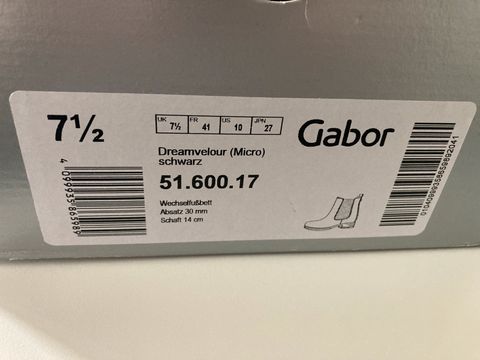 7½
UK FR US JPN
7½ 41 10 27
Gabor
Dreamvelour (Micro)
schwarz
51.600.17
Wechselfußbett
Absatz 30 mm
Schaft 14 cm